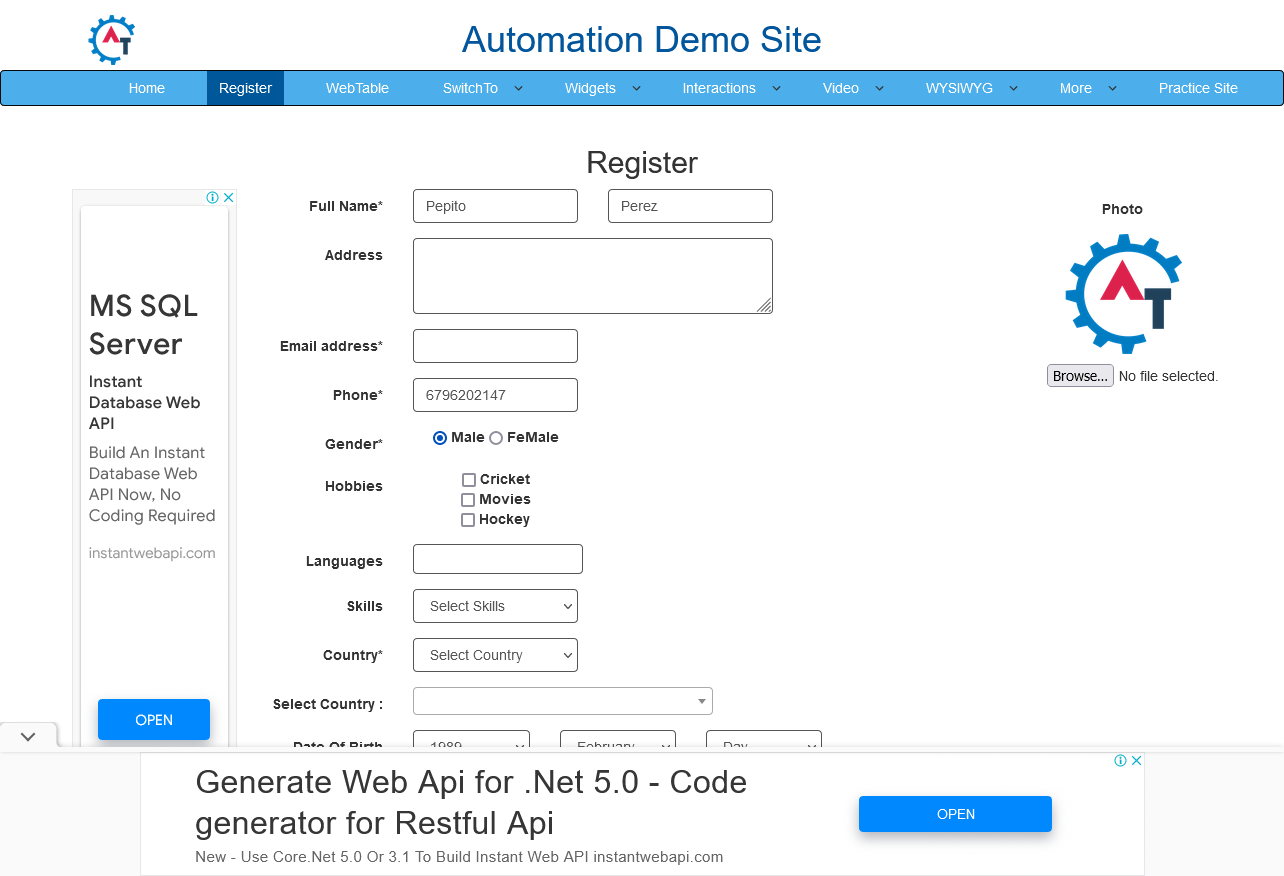 AT
Automation Demo Site
Home Register WebTable SwitchTo Widgets Interactions Video WYSIWYG More Practice Site
Register
MS SQL
Server
Instant
Database Web
API
Build An Instant
Database Web
API Now, No
Coding Required
instantwebapi.com
OPEN
Full Name* Pepito Perez
Address
Email address*
Phone* 6796202147
Gender* Male FeMale
Hobbies Cricket
Movies
Hockey
Languages
Skills Select Skills
Country* Select Country
Select Country :
Date Of Birth 1989 February Day
Photo
AT
Browse... No file selected.
Generate Web Api for .Net 5.0 - Code
generator for Restful Api
New - Use Core.Net 5.0 Or 3.1 To Build Instant Web API instantwebapi.com
OPEN